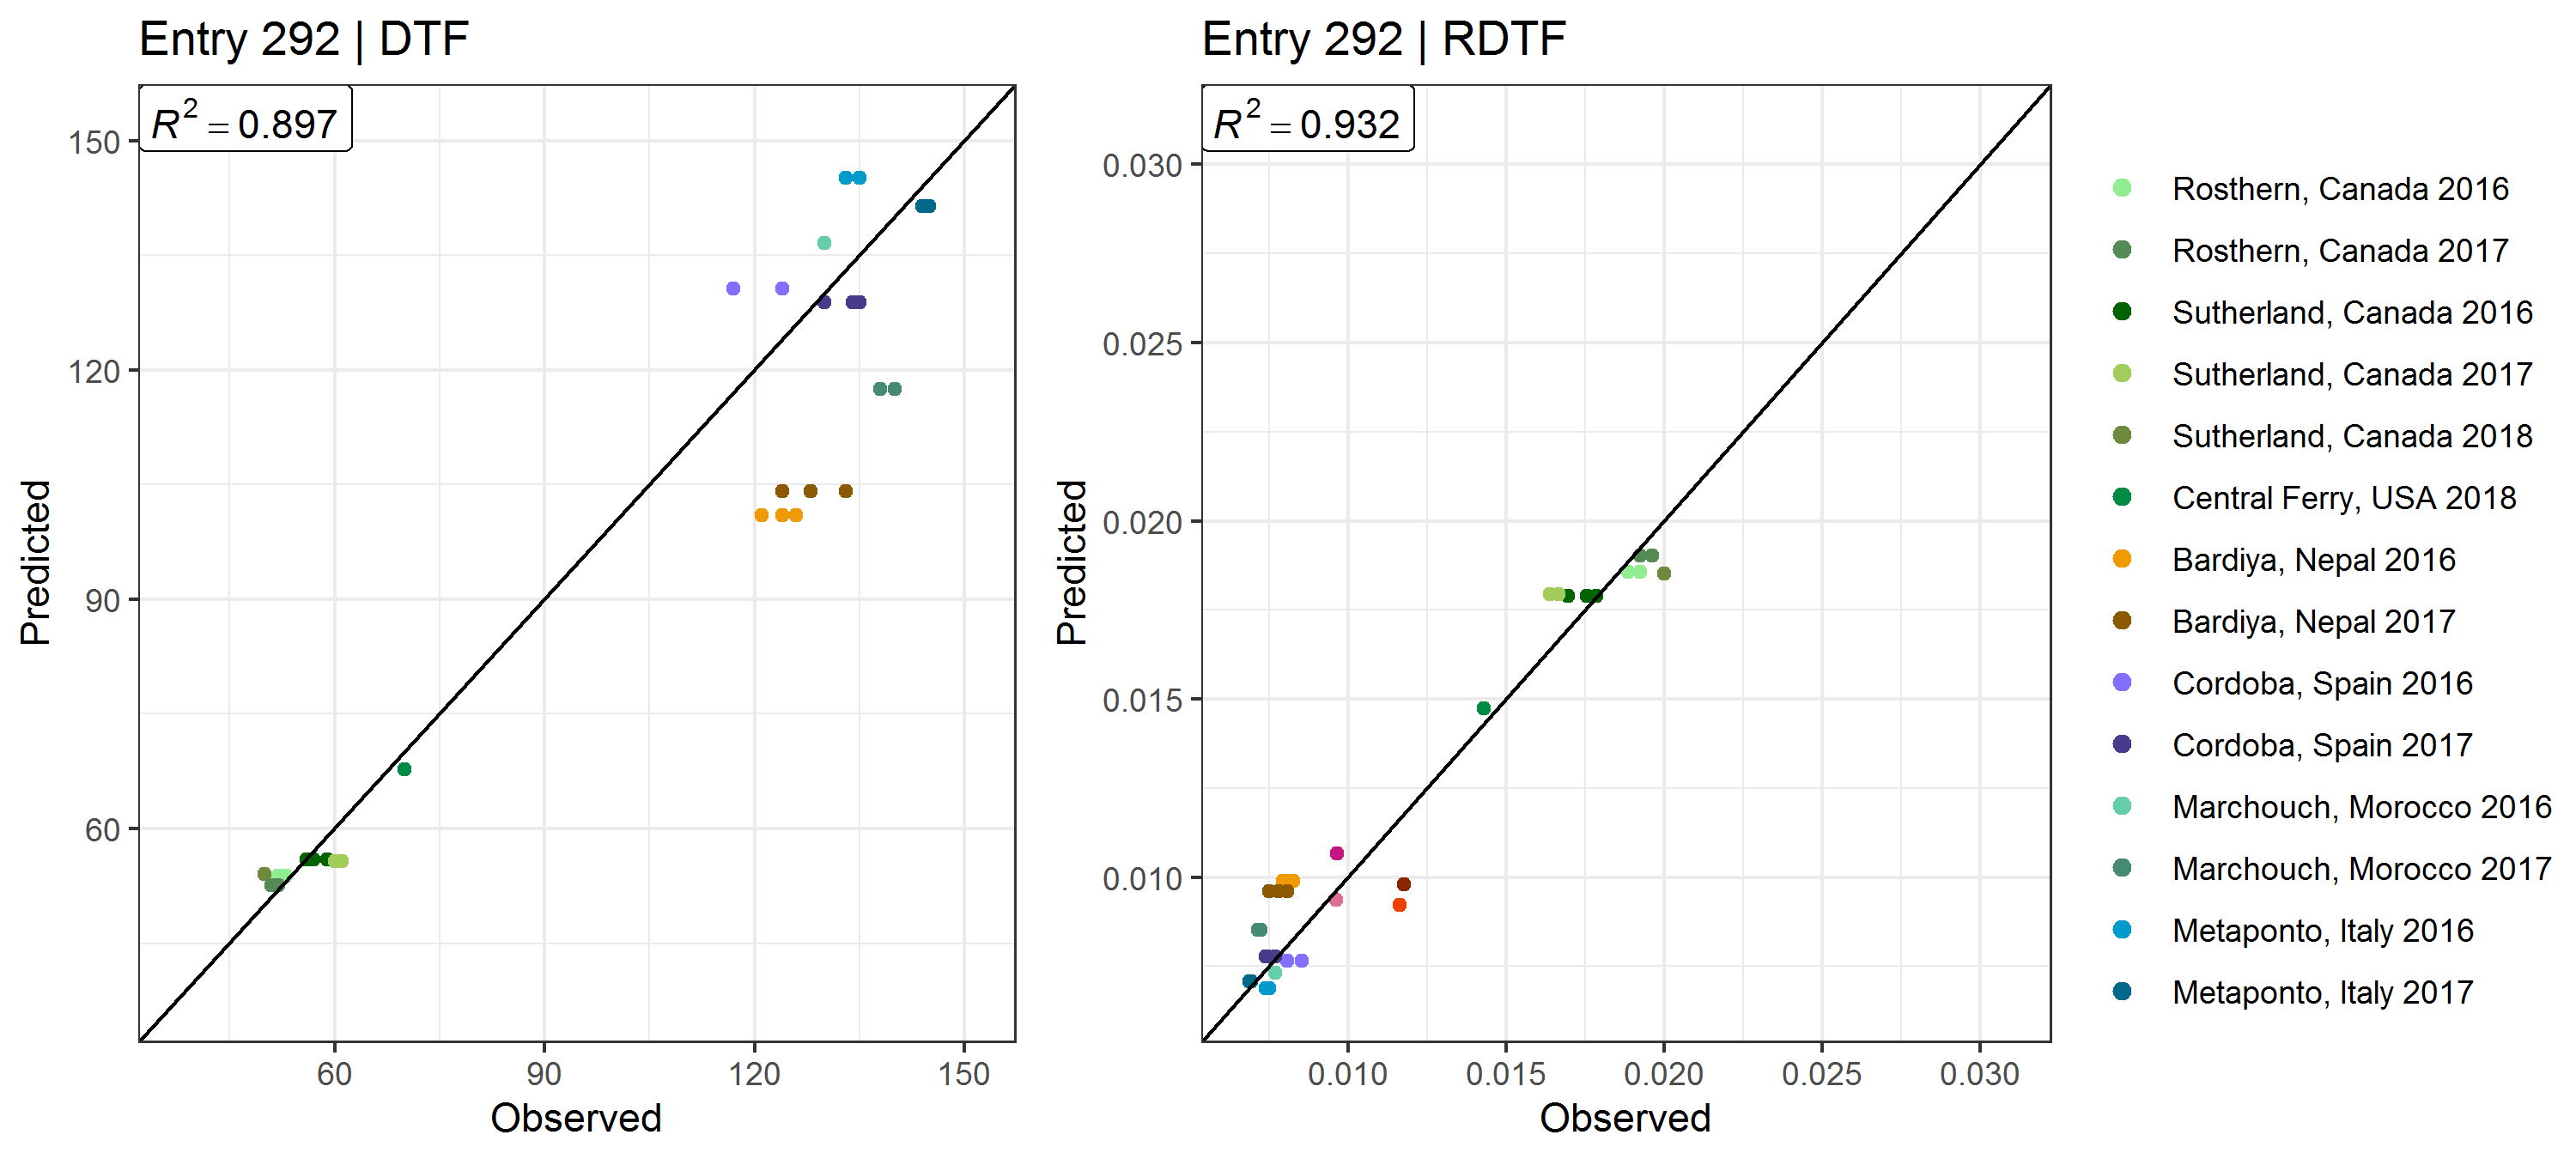 Entry 292 | DTF
R² = 0.897
150
120
90
60
Predicted
60 90 120 150
Observed
Entry 292 | RDTF
R² = 0.932
0.030
0.025
0.020
0.015
0.010
Predicted
0.010 0.015 0.020 0.025 0.030
Observed
Rosthern, Canada 2016
Rosthern, Canada 2017
Sutherland, Canada 2016
Sutherland, Canada 2017
Sutherland, Canada 2018
Central Ferry, USA 2018
Bardiya, Nepal 2016
Bardiya, Nepal 2017
Cordoba, Spain 2016
Cordoba, Spain 2017
Marchouch, Morocco 2016
Marchouch, Morocco 2017
Metaponto, Italy 2016
Metaponto, Italy 2017